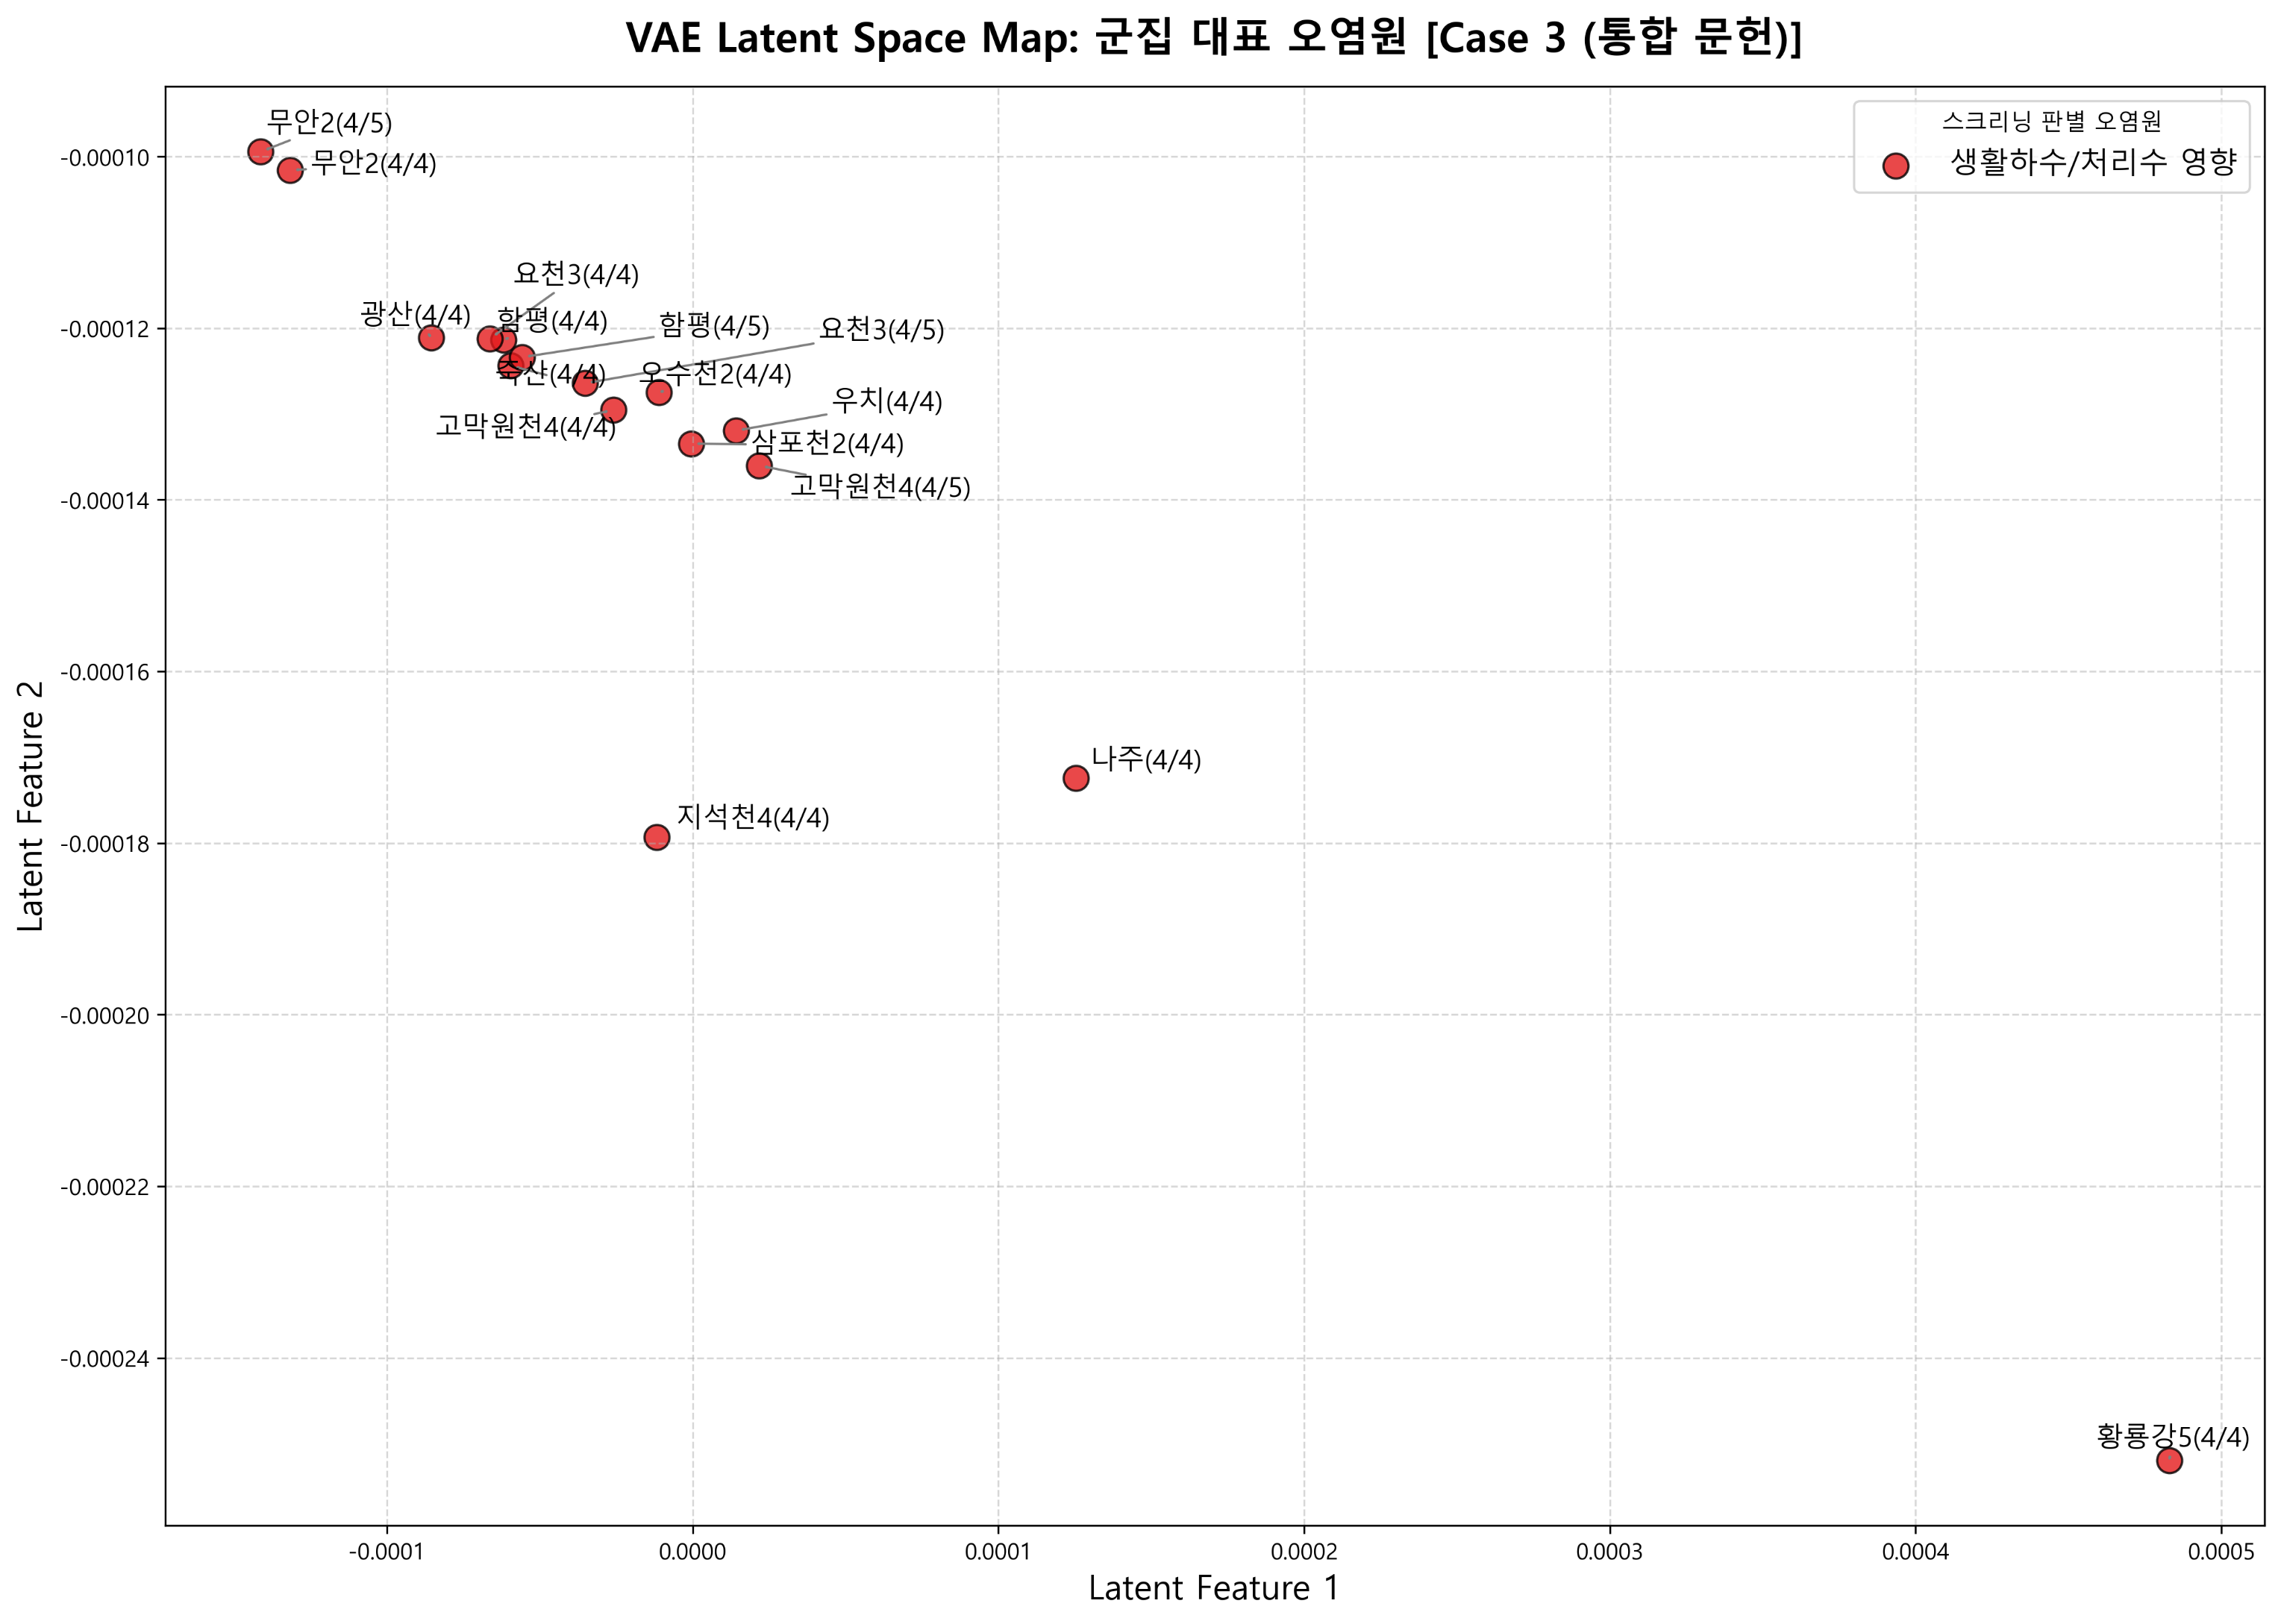 VAE Latent Space Map: 군집 대표 오염원 [Case 3 (통합 문헌)]
스크리닝 판별 오염원
생활하수/처리수 영향
무안2(4/5)
무안2(4/4)
요천3(4/4)
광산(4/4)
함평(4/4)
함평(4/5)
요천3(4/5)
(4/4)
오수천2(4/4)
우치(4/4)
고막원천4(4/4)
삼포천2(4/4)
고막원천4(4/5)
나주(4/4)
지석천4(4/4)
황룡강5(4/4)
-0.00010
-0.00012
-0.00014
-0.00016
-0.00018
-0.00020
-0.00022
-0.00024
Latent Feature 2
-0.0001
0.0000
0.0001
0.0002
0.0003
0.0004
0.0005
Latent Feature 1